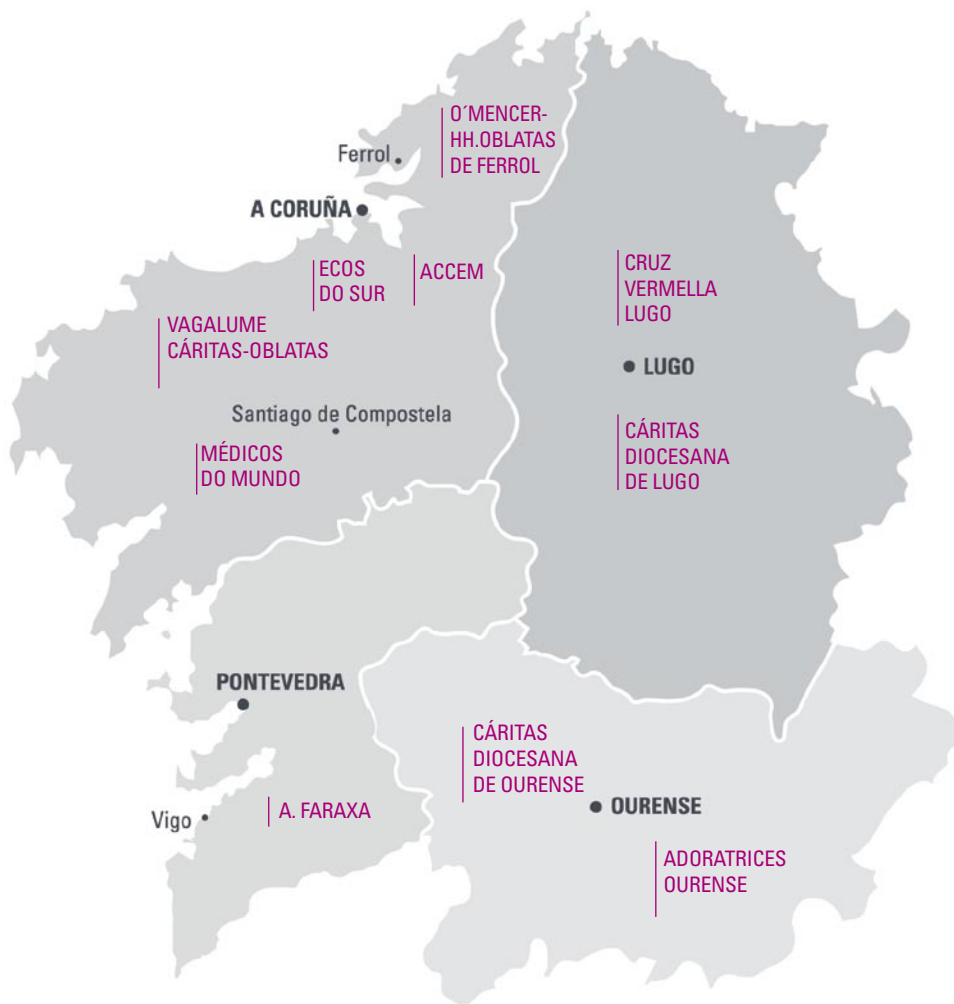 O´MENCER-
HH.OBLATAS
DE FERROL
Ferrol
A CORUÑA
ECOS
DO SUR
ACCEM
CRUZ
VERMELLA
LUGO
VAGALUME
CÁRITAS-OBLATAS
LUGO
Santiago de Compostela
CÁRITAS
DIOCESANA
DE LUGO
MÉDICOS
DO MUNDO
PONTEVEDRA
CÁRITAS
DIOCESANA
DE OURENSE
Vigo
A. FARAXA
OURENSE
ADORATRICES
OURENSE